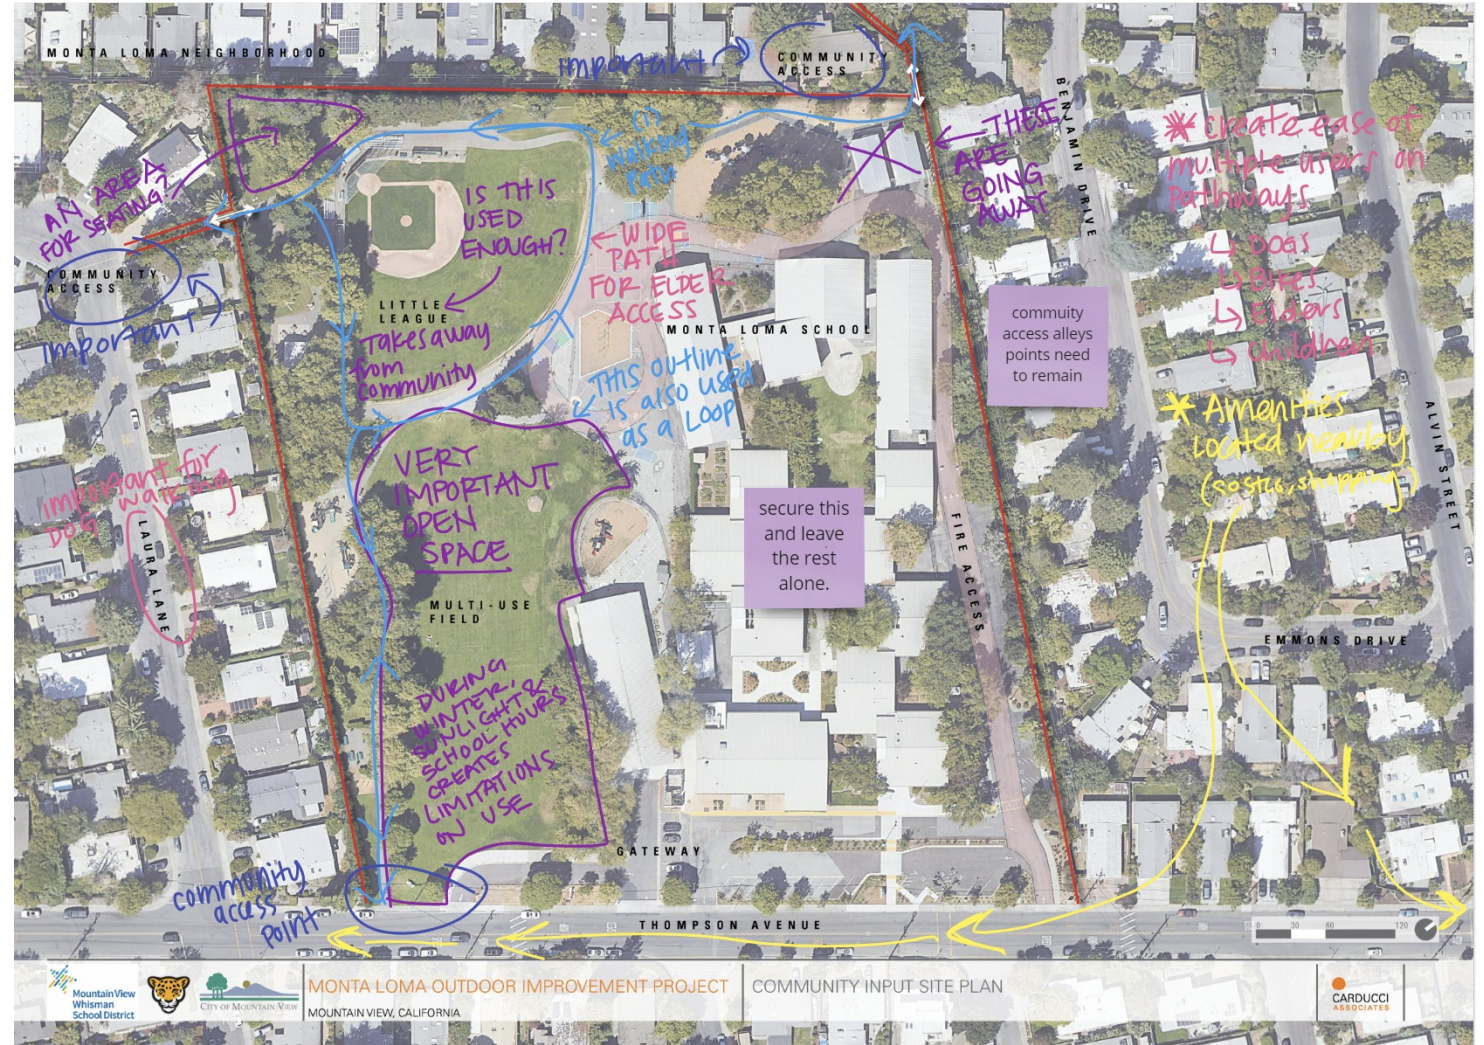 MONTA LOMA NEIGHBORHOOD
important
COMMUNITY
ACCESS
THESE
ARE
GOING
AWAY
BENJAMIN DRIVE
* create ease of
multiple users on
pathways
↳ DOGS
↳ Bikes
↳ Elders
↳ children
(1)
walking
Path
AN AREA
FOR SEATING?
IS THIS
USED
ENOUGH?
WIDE
PATH
FOR ELDER
ACCESS
COMMUNITY
ACCESS
important
LITTLE
LEAGUE
Takes away
from
community
MONTA LOMA SCHOOL
commuity
access alleys
points need
to remain
THIS OUTLINE
IS also used
as a Loop
* Amenities
located nearby
ALVIN STREET
VERY
IMPORTANT
OPEN
SPACE
important for
DOG walking
LAURA LANE
secure this
and leave
the rest
alone.
FIRE ACCESS
MULTI-USE
FIELD
EMMONS DRIVE
DURING
WINTER,
SUNLIGHT &
SCHOOL HOURS
CREATES
LIMITATIONS
ON USE
GATEWAY
community
access
point
THOMPSON AVENUE
0 30 60 120
Mountain View
Whisman
School District
CITY OF MOUNTAIN VIEW
MONTA LOMA OUTDOOR IMPROVEMENT PROJECT
MOUNTAIN VIEW, CALIFORNIA
COMMUNITY INPUT SITE PLAN
CARDUCCI
ASSOCIATES